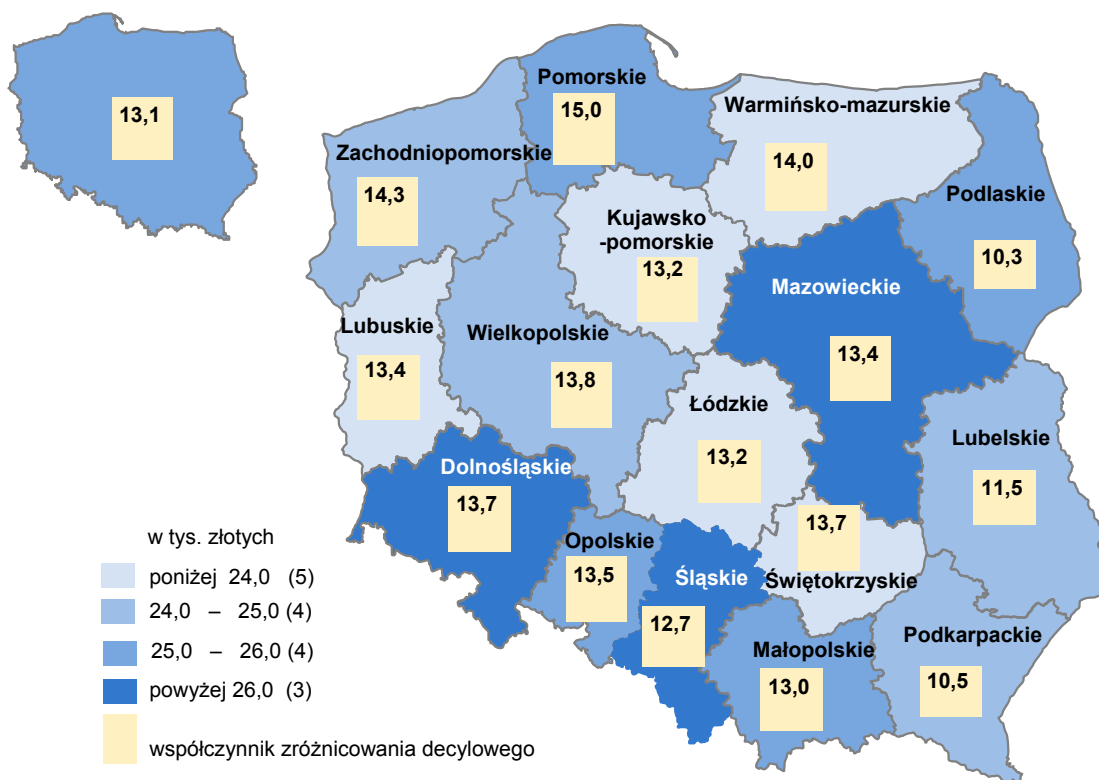 13,1
Pomorskie
15,0
Warmińsko-mazurskie
14,0
Zachodniopomorskie
14,3
Podlaskie
10,3
Kujawsko
-pomorskie
13,2
Mazowieckie
13,4
Lubuskie
13,4
Wielkopolskie
13,8
Łódzkie
13,2
Lubelskie
11,5
Dolnośląskie
13,7
Opolskie
13,5
Śląskie
12,7
13,7
Świętokrzyskie
Małopolskie
13,0
Podkarpackie
10,5
w tys. złotych
poniżej 24,0 (5)
24,0 – 25,0 (4)
25,0 – 26,0 (4)
powyżej 26,0 (3)
współczynnik zróżnicowania decylowego